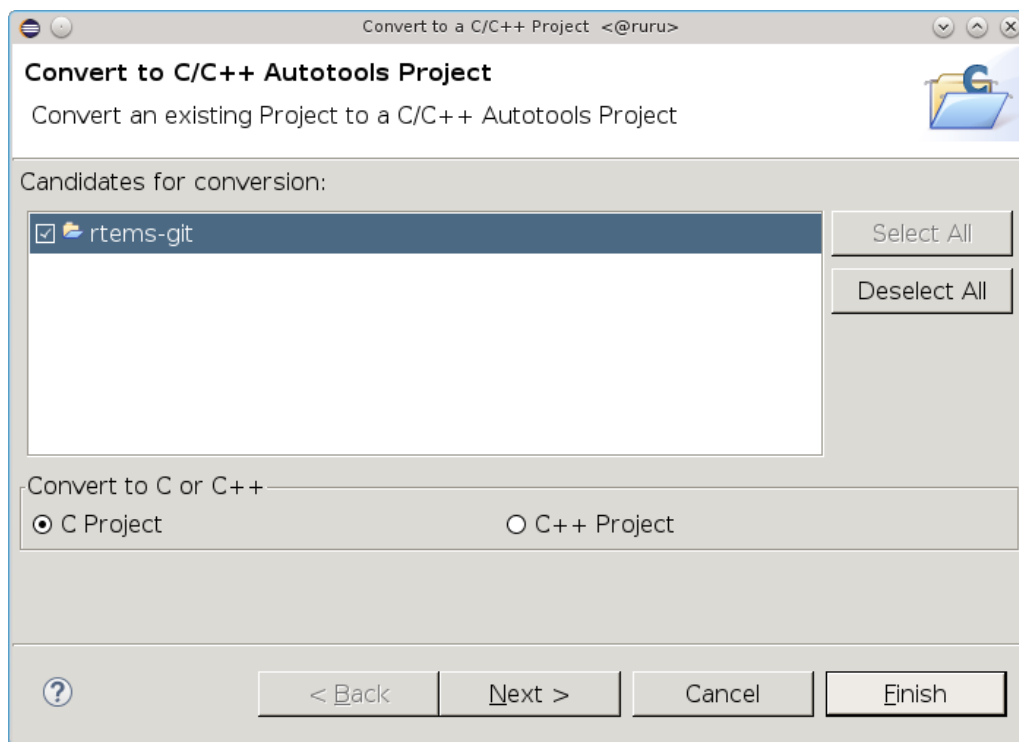 Convert to a C/C++ Project <@ruru>
Convert to C/C++ Autotools Project
Convert an existing Project to a C/C++ Autotools Project
Candidates for conversion:
rtems-git
Select All
Deselect All
Convert to C or C++
C Project
C++ Project
< Back
Next >
Cancel
Finish